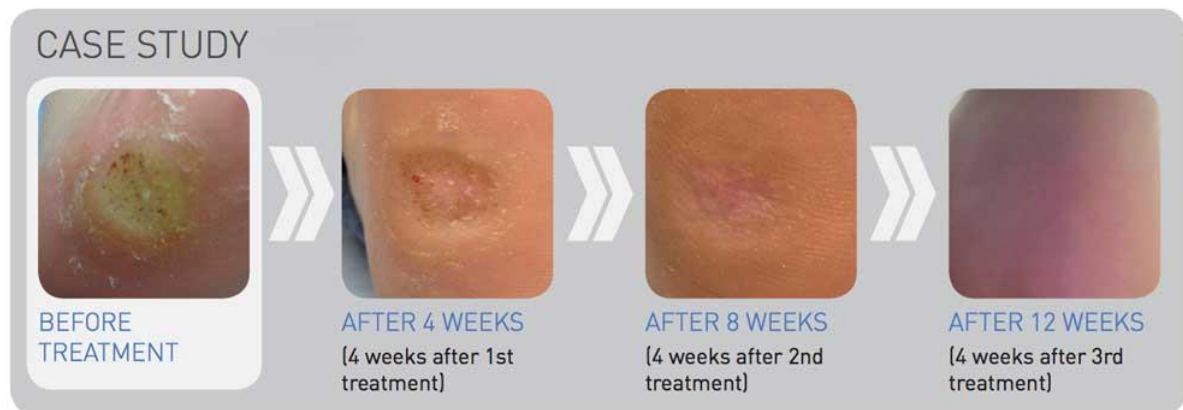 CASE STUDY
BEFORE
TREATMENT
AFTER 4 WEEKS
(4 weeks after 1st
treatment)
AFTER 8 WEEKS
(4 weeks after 2nd
treatment)
AFTER 12 WEEKS
(4 weeks after 3rd
treatment)